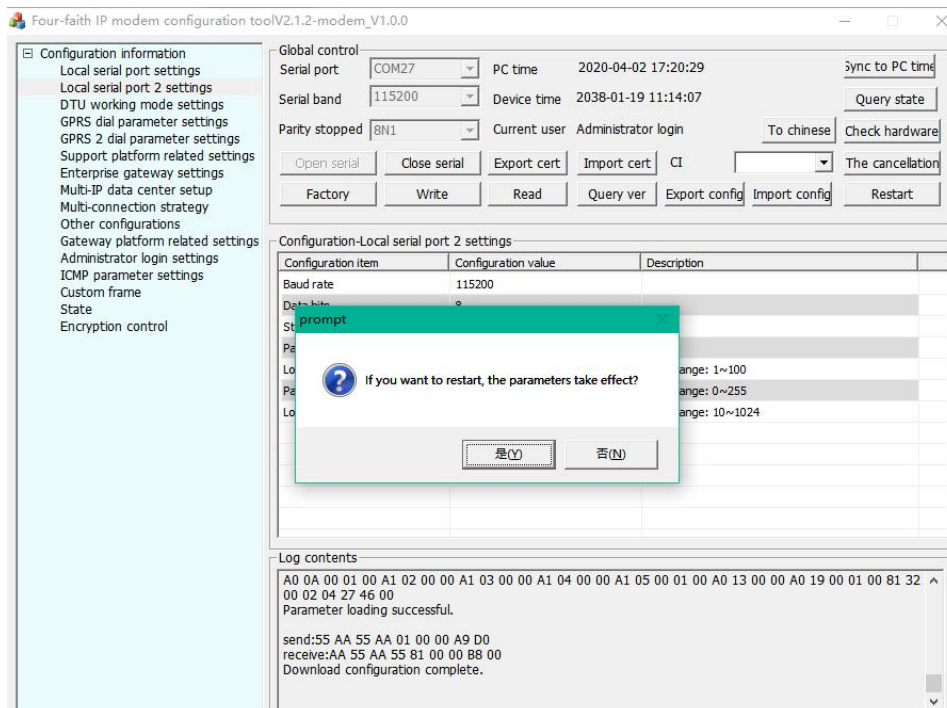 Four-faith IP modem configuration toolV2.1.2-modem_V1.0.0
Configuration information
Local serial port settings
Local serial port 2 settings
DTU working mode settings
GPRS dial parameter settings
GPRS 2 dial parameter settings
Support platform related settings
Enterprise gateway settings
Multi-IP data center setup
Multi-connection strategy
Other configurations
Gateway platform related settings
Administrator login settings
ICMP parameter settings
Custom frame
State
Encryption control
Global control
Serial port COM27 PC time 2020-04-02 17:20:29 Sync to PC time
Serial band 115200 Device time 2038-01-19 11:14:07 Query state
Parity stopped 8N1 Current user Administrator login To chinese Check hardware
Open serial Close serial Export cert Import cert CI The cancellation
Factory Write Read Query ver Export config Import config Restart
Configuration-Local serial port 2 settings
Configuration item Configuration value Description
Baud rate 115200
Data bits 8
prompt
If you want to restart, the parameters take effect?
是(Y) 否(N)
ange: 1~100
ange: 0~255
ange: 10~1024
Log contents
A0 0A 00 01 00 A1 02 00 00 A1 03 00 00 A1 04 00 00 A1 05 00 01 00 A0 13 00 00 A0 19 00 01 00 81 32
00 02 04 27 46 00
Parameter loading successful.
send:55 AA 55 AA 01 00 00 A9 D0
receive:AA 55 AA 55 81 00 00 B8 00
Download configuration complete.